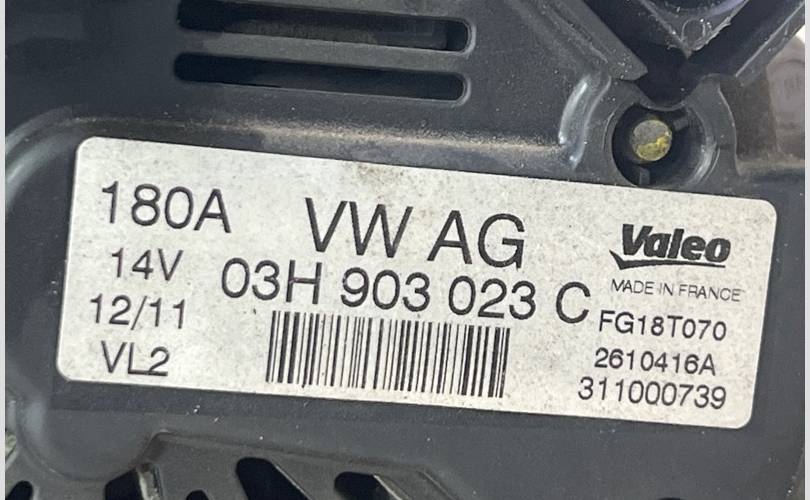 180A
VW AG
Valeo
14V
03H 903 023 C
MADE IN FRANCE
12/11
FG18T070
VL2
2610416A
311000739